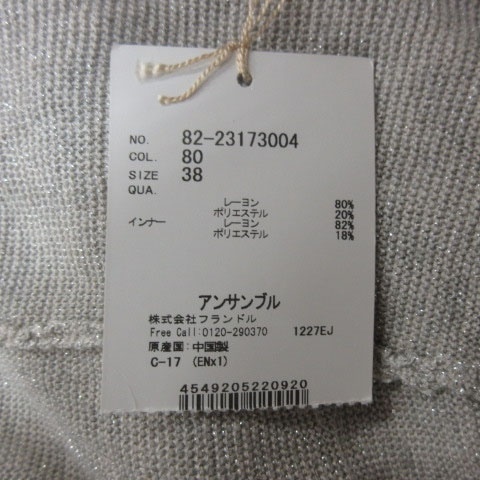 NO. 82-23173004
COL. 80
SIZE 38
QUA.
レーヨン 80%
ポリエステル 20%
インナー レーヨン 82%
ポリエステル 18%
アンサンブル
株式会社フランドル
Free Call:0120-290370 1227EJ
原産国:中国製
C-17 (ENx1)
4549205220920